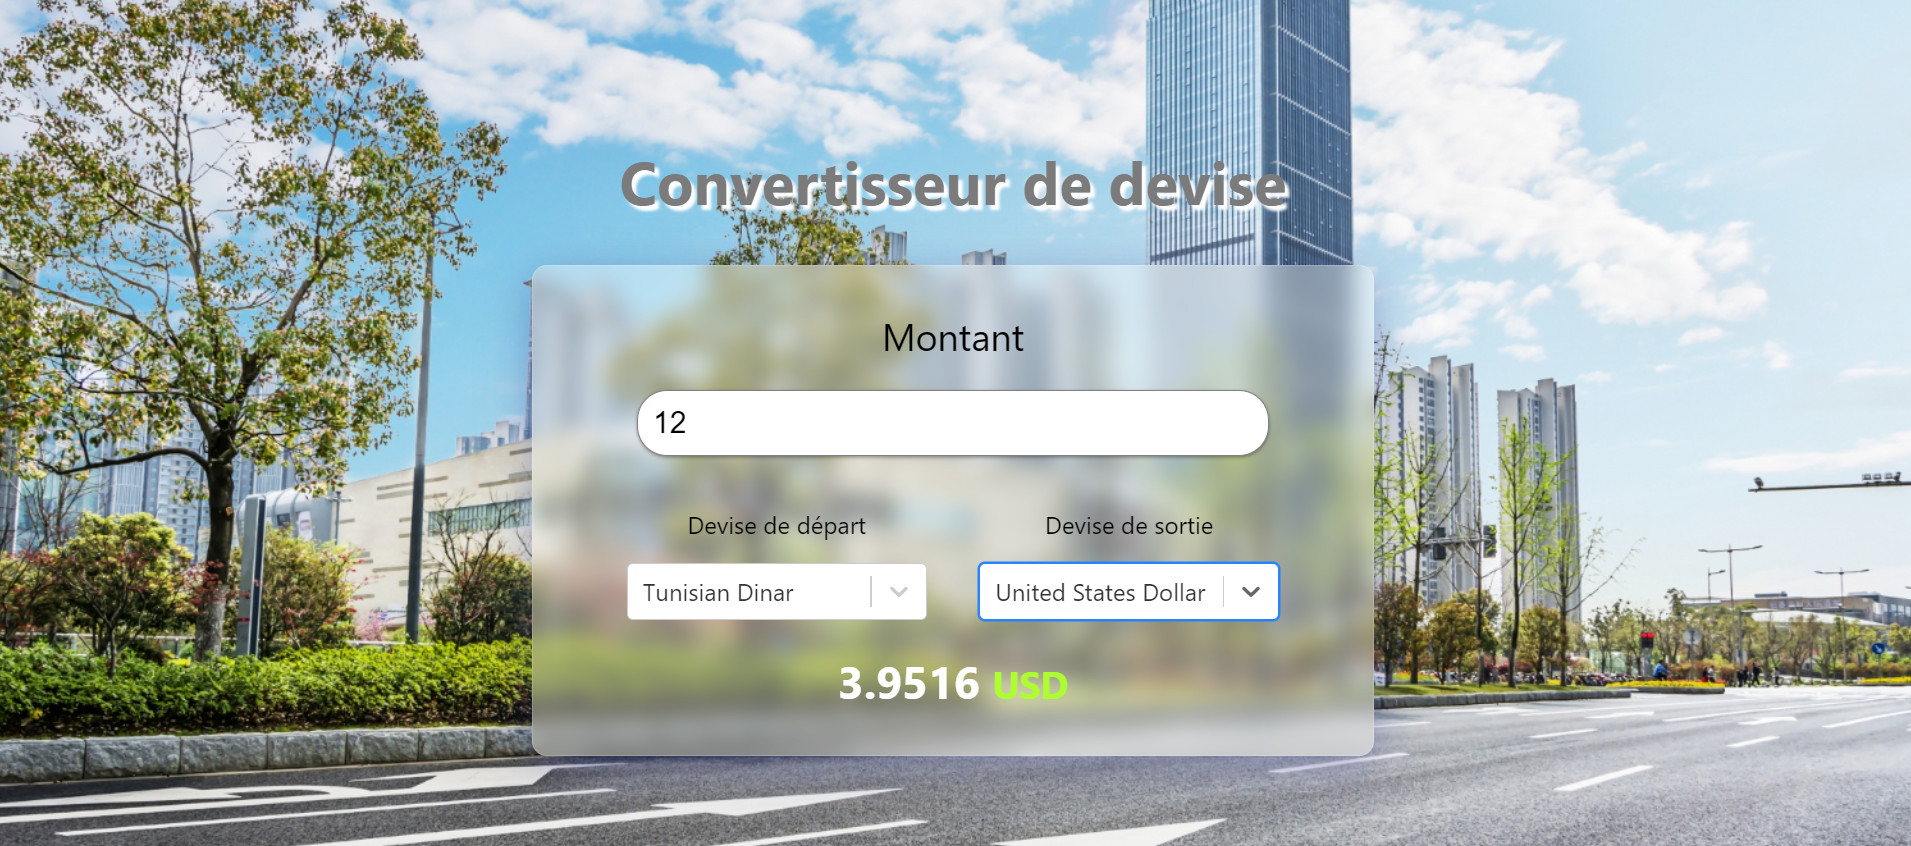 Convertisseur de devise
Montant
12
Devise de départ
Devise de sortie
Tunisian Dinar
United States Dollar
3.9516 USD